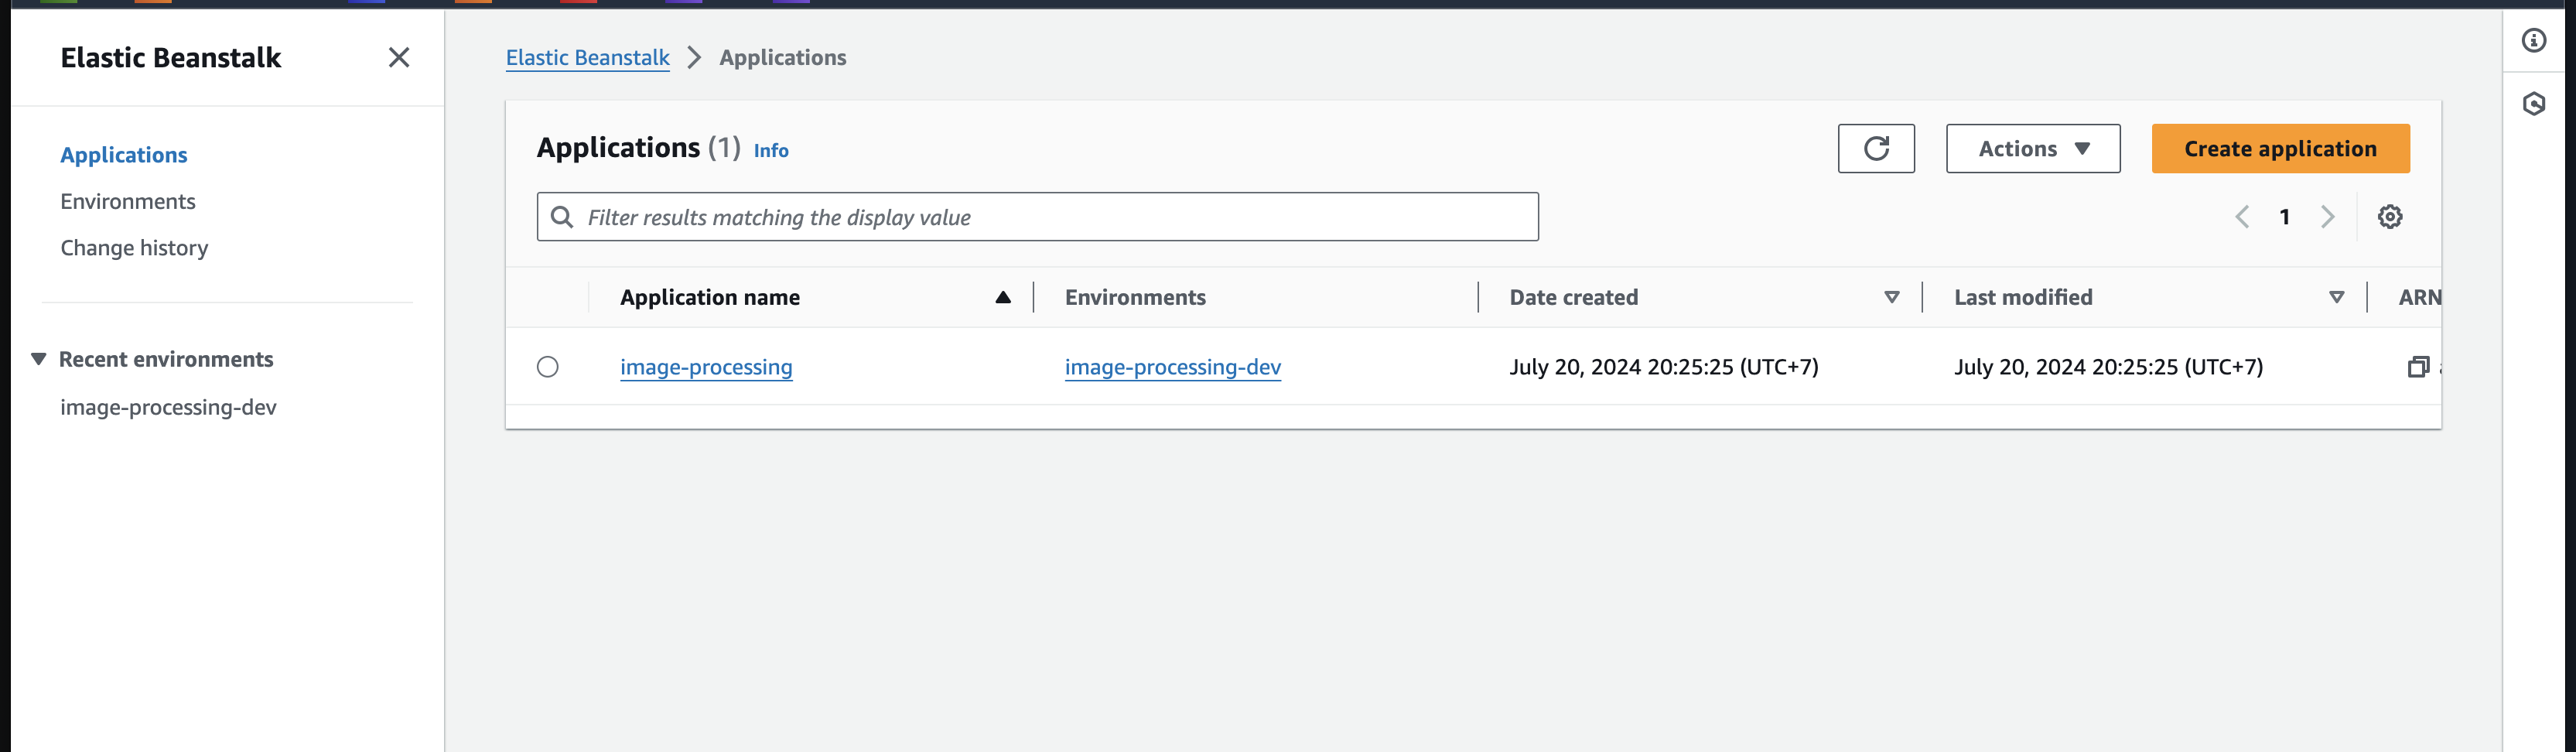 Elastic Beanstalk
Applications
Environments
Change history
Recent environments
image-processing-dev
Elastic Beanstalk Applications
Applications (1) Info
Actions
Create application
Filter results matching the display value
1
Application name Environments Date created Last modified ARN
image-processing image-processing-dev July 20, 2024 20:25:25 (UTC+7) July 20, 2024 20:25:25 (UTC+7)